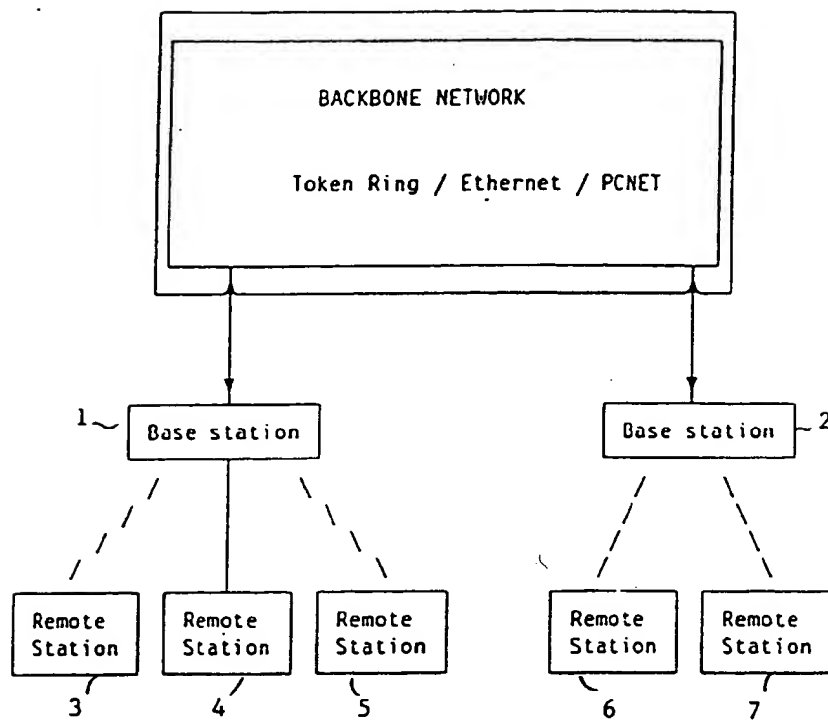 BACKBONE NETWORK
Token Ring / Ethernet / PCNET
1
Base station
Base station
2
Remote
Station
Remote
Station
Remote
Station
Remote
Station
Remote
Station
3
4
5
6
7